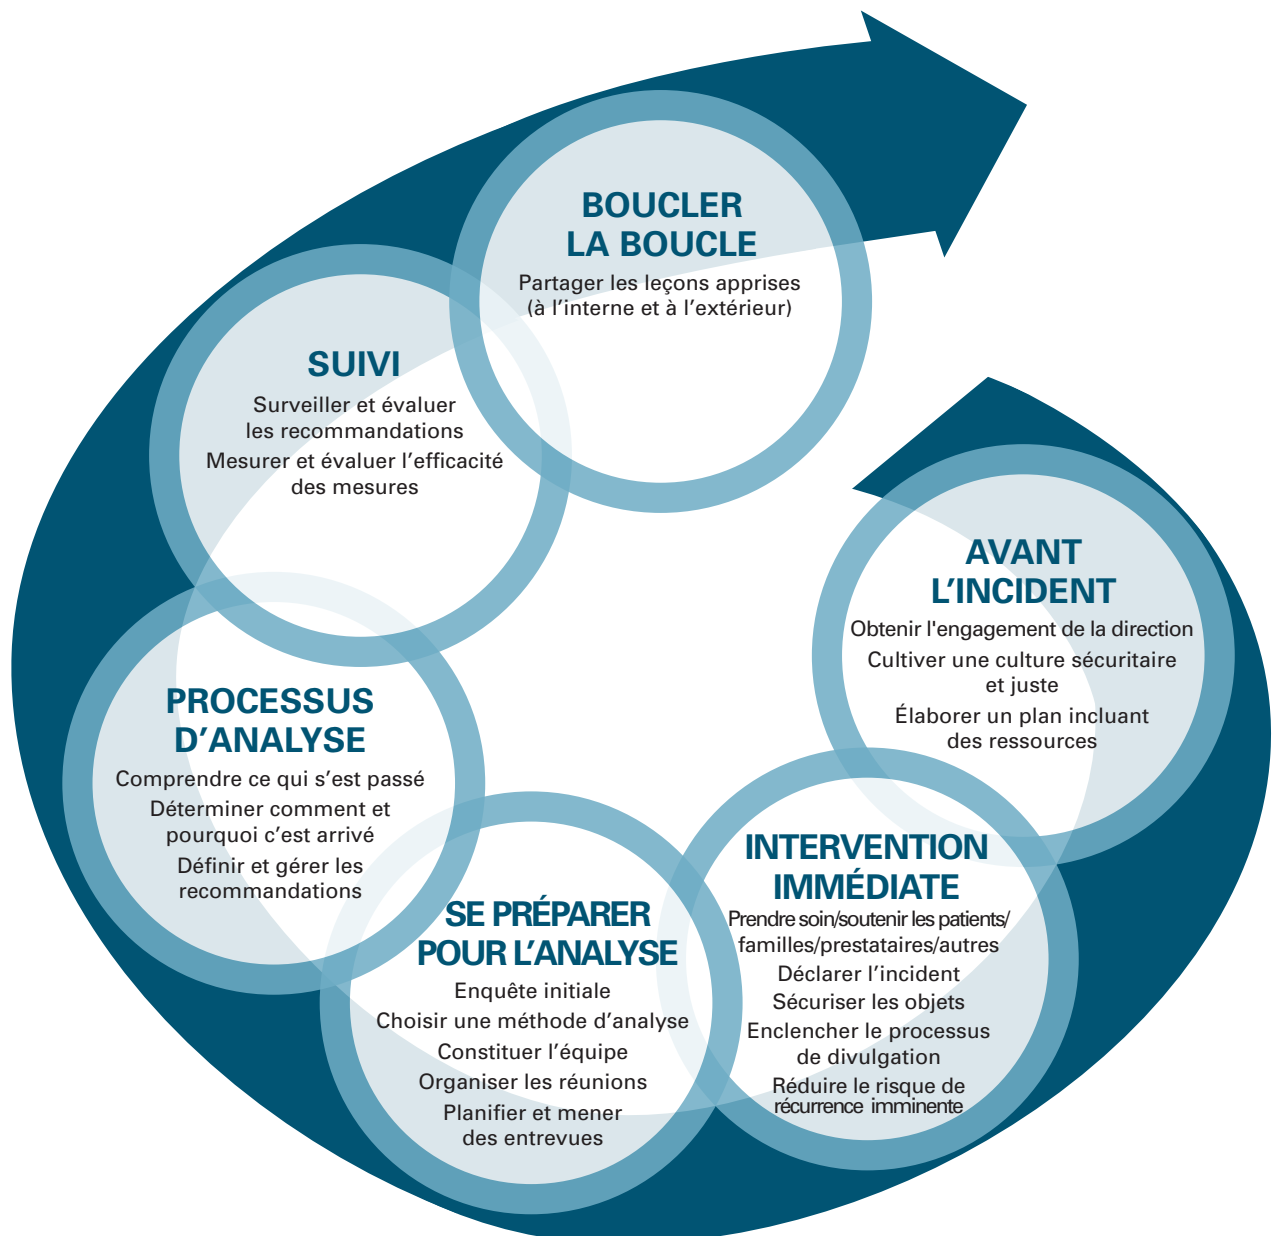 BOUCLER
LA BOUCLE
Partager les leçons apprises
(à l’interne et à l’extérieur)
SUIVI
Surveiller et évaluer
les recommandations
Mesurer et évaluer l’efficacité
des mesures
PROCESSUS
D’ANALYSE
Comprendre ce qui s’est passé
Déterminer comment et
pourquoi c’est arrivé
Définir et gérer les
recommandations
SE PRÉPARER
POUR L’ANALYSE
Enquête initiale
Choisir une méthode d’analyse
Constituer l’équipe
Organiser les réunions
Planifier et mener
des entrevues
INTERVENTION
IMMÉDIATE
Prendre soin/soutenir les patients/
familles/prestataires/autres
Déclarer l’incident
Sécuriser les objets
Enclencher le processus
de divulgation
Réduire le risque de
récurrence imminente
AVANT
L’INCIDENT
Obtenir l'engagement de la direction
Cultiver une culture sécuritaire
et juste
Élaborer un plan incluant
des ressources